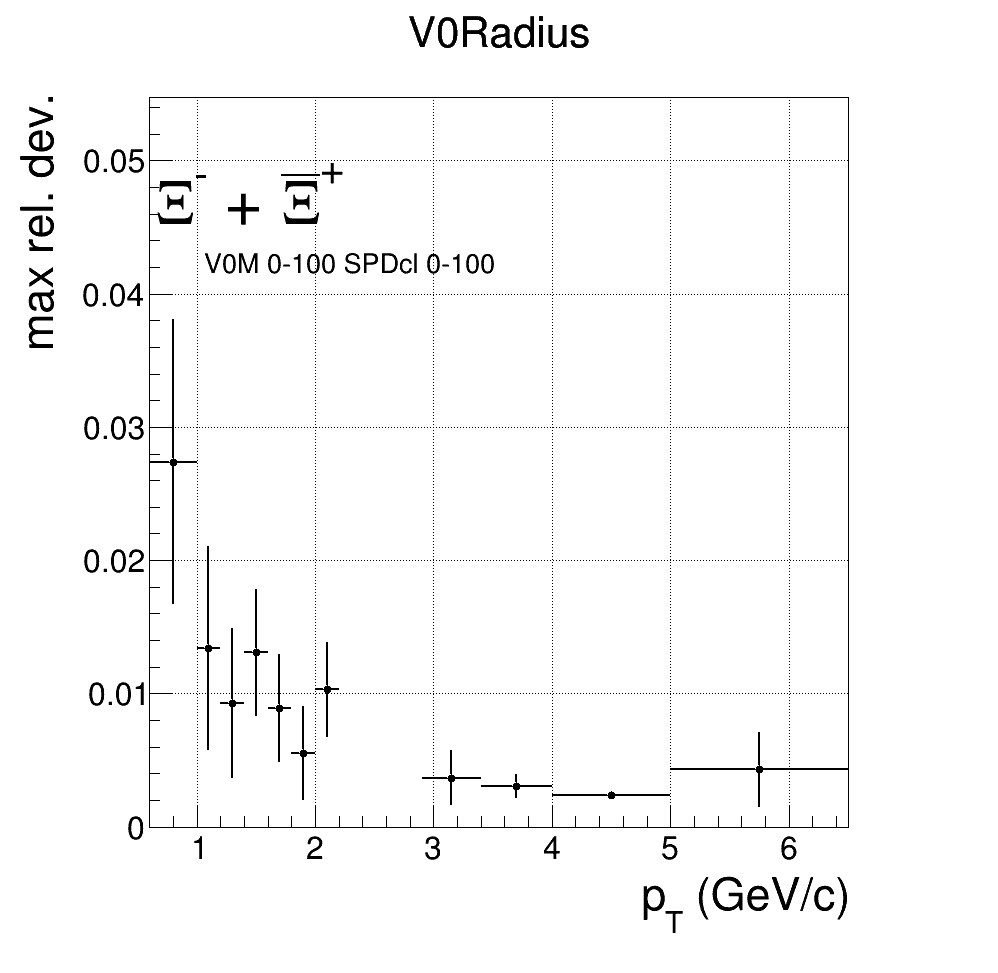 V0Radius
max rel. dev.
0.05
Ξ⁻ + Ξ̅⁺
V0M 0-100 SPDcl 0-100
0.04
0.03
0.02
0.01
0
1 2 3 4 5 6
p_T (GeV/c)